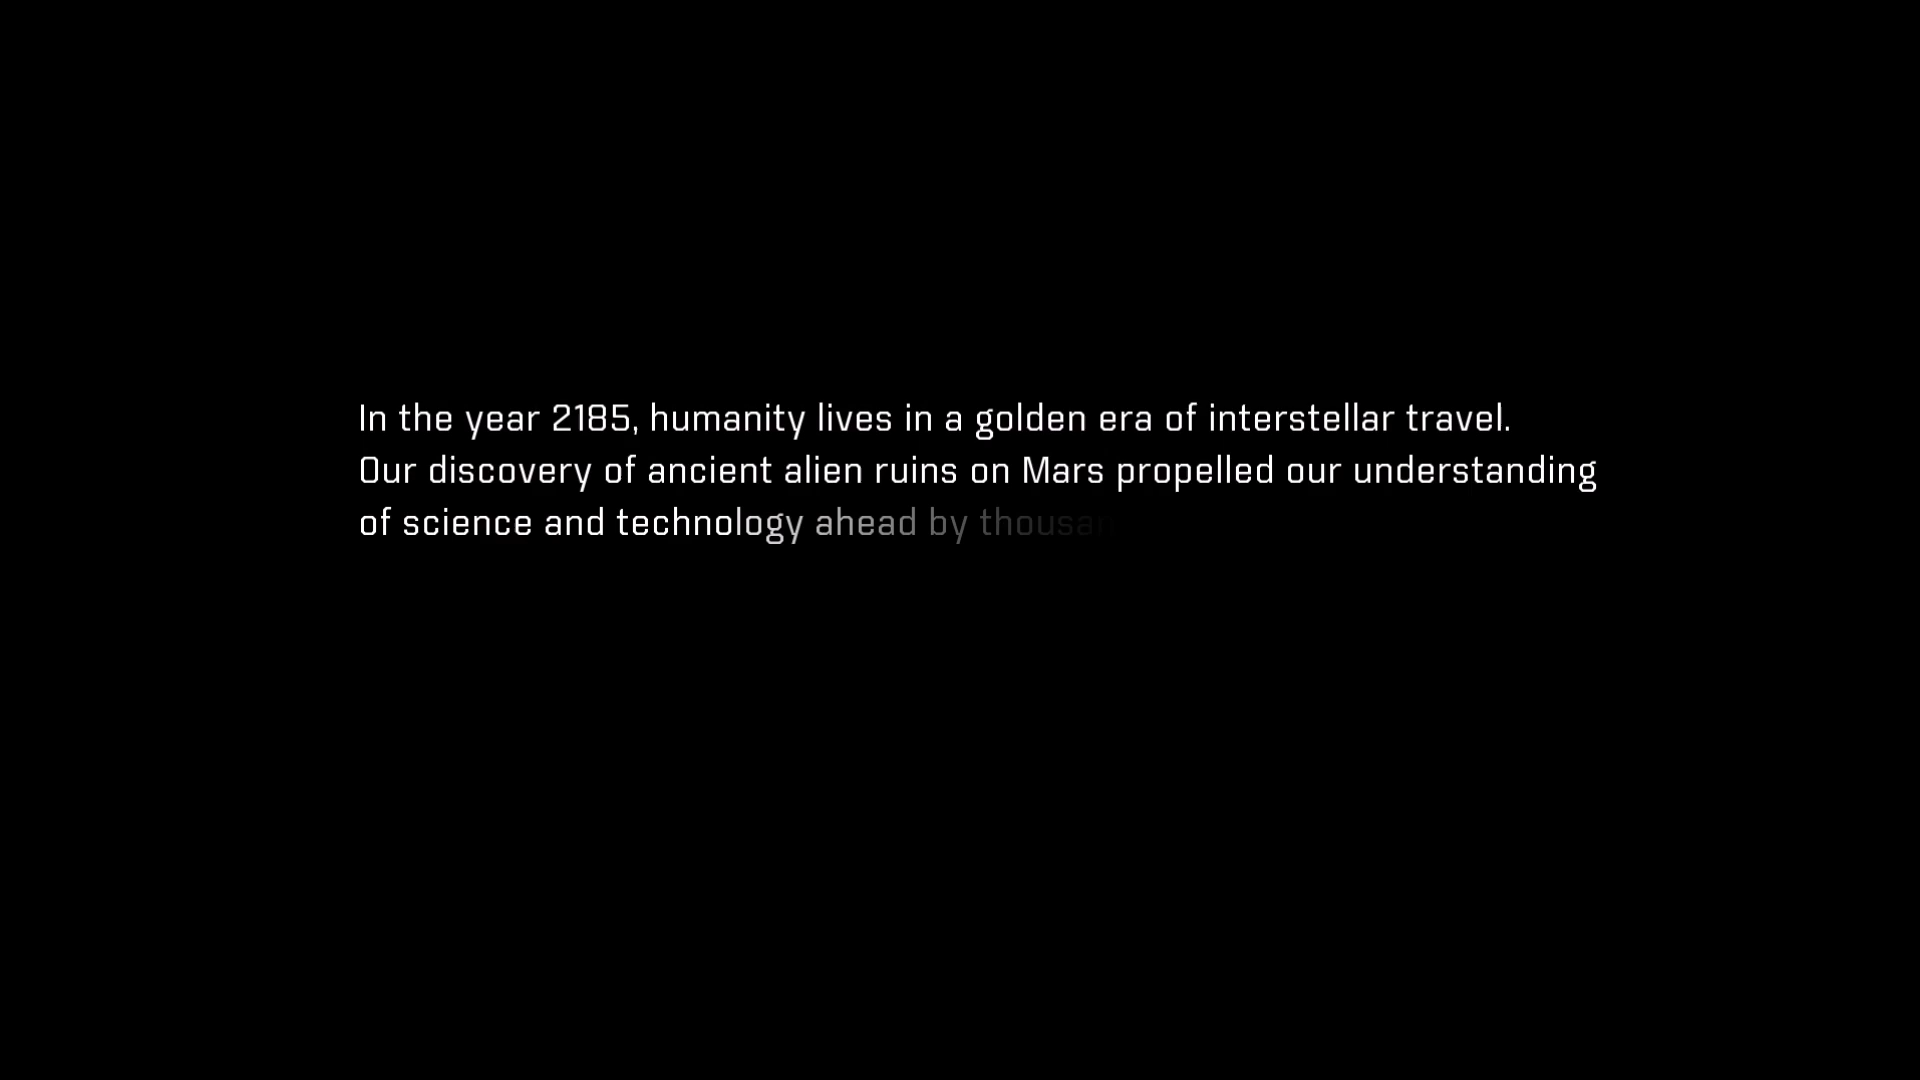 In the year 2185, humanity lives in a golden era of interstellar travel.
Our discovery of ancient alien ruins on Mars propelled our understanding
of science and technology ahead by thousan